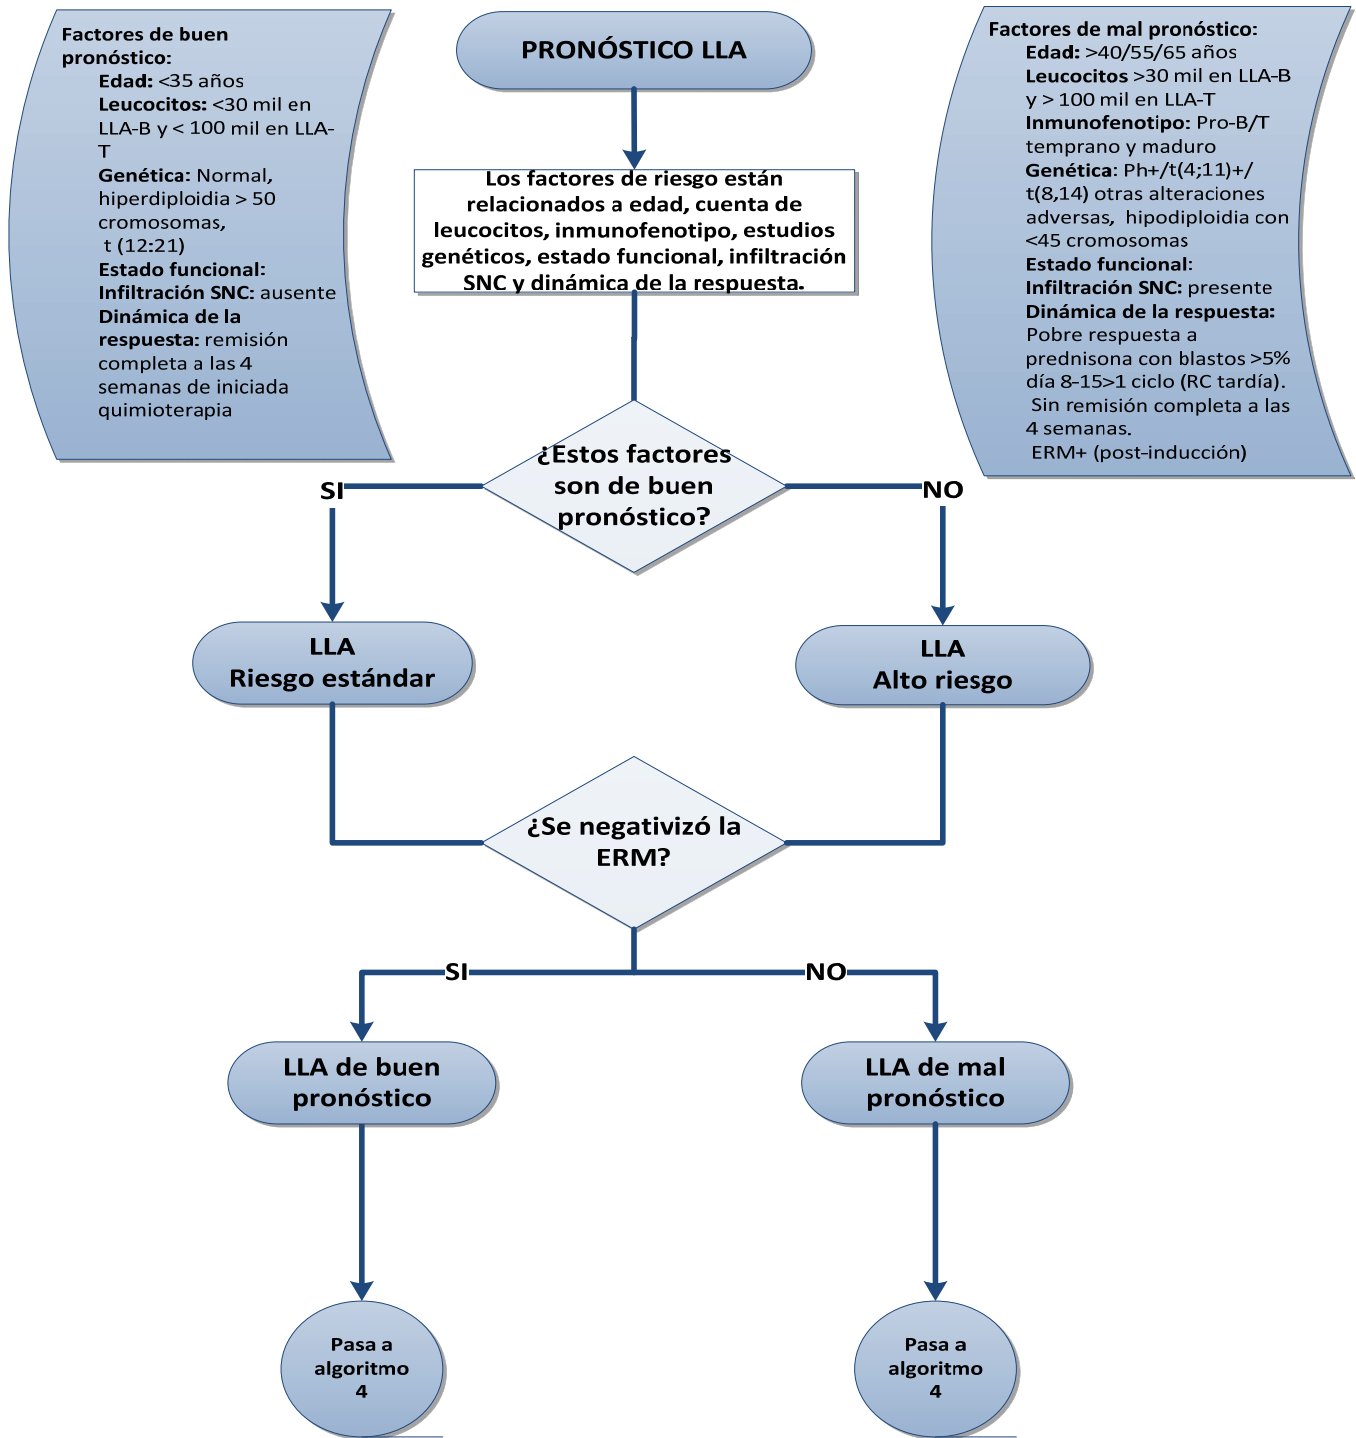 Factores de buen
pronóstico:
Edad: <35 años
Leucocitos: <30 mil en
LLA-B y < 100 mil en LLA-
T
Genética: Normal,
hiperdiploidia > 50
cromosomas,
t (12:21)
Estado funcional:
Infiltración SNC: ausente
Dinámica de la
respuesta: remisión
completa a las 4
semanas de iniciada
quimioterapia
PRONÓSTICO LLA
Los factores de riesgo están
relacionados a edad, cuenta de
leucocitos, inmunofenotipo, estudios
genéticos, estado funcional, infiltración
SNC y dinámica de la respuesta.
Factores de mal pronóstico:
Edad: >40/55/65 años
Leucocitos >30 mil en LLA-B
y > 100 mil en LLA-T
Inmunofenotipo: Pro-B/T
temprano y maduro
Genética: Ph+/t(4;11)+/
t(8,14) otras alteraciones
adversas, hipodiploidia con
<45 cromosomas
Estado funcional:
Infiltración SNC: presente
Dinámica de la respuesta:
Pobre respuesta a
prednisona con blastos >5%
día 8-15>1 ciclo (RC tardía).
Sin remisión completa a las
4 semanas.
ERM+ (post-inducción)
¿Estos factores
son de buen
pronóstico?
SI
NO
LLA
Riesgo estándar
LLA
Alto riesgo
¿Se negativizó la
ERM?
SI
NO
LLA de buen
pronóstico
LLA de mal
pronóstico
Pasa a
algoritmo
4
Pasa a
algoritmo
4